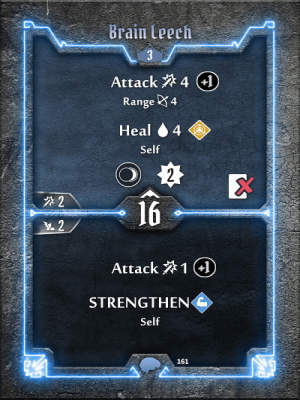 Brain Leech
3
Attack 4 +1
Range 4
Heal 4
Self
2
2
16
2
Attack 1 +1
STRENGTHEN
Self
161